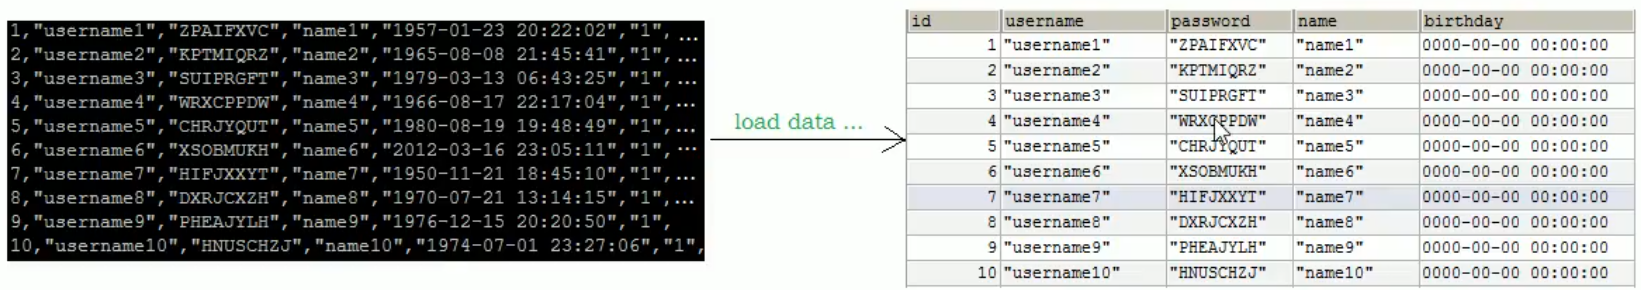 1,"username1","ZPAIFXVC","name1","1957-01-23 20:22:02","1", ...
2,"username2","KPTMIQRZ","name2","1965-08-08 21:45:41","1", ...
3,"username3","SUIPRGFT","name3","1979-03-13 06:43:25","1",...
4,"username4","WRXCPPDW","name4","1966-08-17 22:17:04","1",...
5,"username5","CHRJYQUT","name5","1980-08-19 19:48:49","1",...
6,"username6","XSOBMUKH","name6","2012-03-16 23:05:11","1",...
7,"username7","HIFJXXYT","name7","1950-11-21 18:45:10","1",
8,"username8","DXRJCXZH","name8","1970-07-21 13:14:15","1",...
9,"username9","PHEAJYLH","name9","1976-12-15 20:20:50","1",
10,"username10","HNUSCHZJ","name10","1974-07-01 23:27:06","1",
load data ...
id username password name birthday
1 "username1" "ZPAIFXVC" "name1" 0000-00-00 00:00:00
2 "username2" "KPTMIQRZ" "name2" 0000-00-00 00:00:00
3 "username3" "SUIPRGFT" "name3" 0000-00-00 00:00:00
4 "username4" "WRXCPPDW" "name4" 0000-00-00 00:00:00
5 "username5" "CHRJYQUT" "name5" 0000-00-00 00:00:00
6 "username6" "XSOBMUKH" "name6" 0000-00-00 00:00:00
7 "username7" "HIFJXXYT" "name7" 0000-00-00 00:00:00
8 "username8" "DXRJCXZH" "name8" 0000-00-00 00:00:00
9 "username9" "PHEAJYLH" "name9" 0000-00-00 00:00:00
10 "username10" "HNUSCHZJ" "name10" 0000-00-00 00:00:00